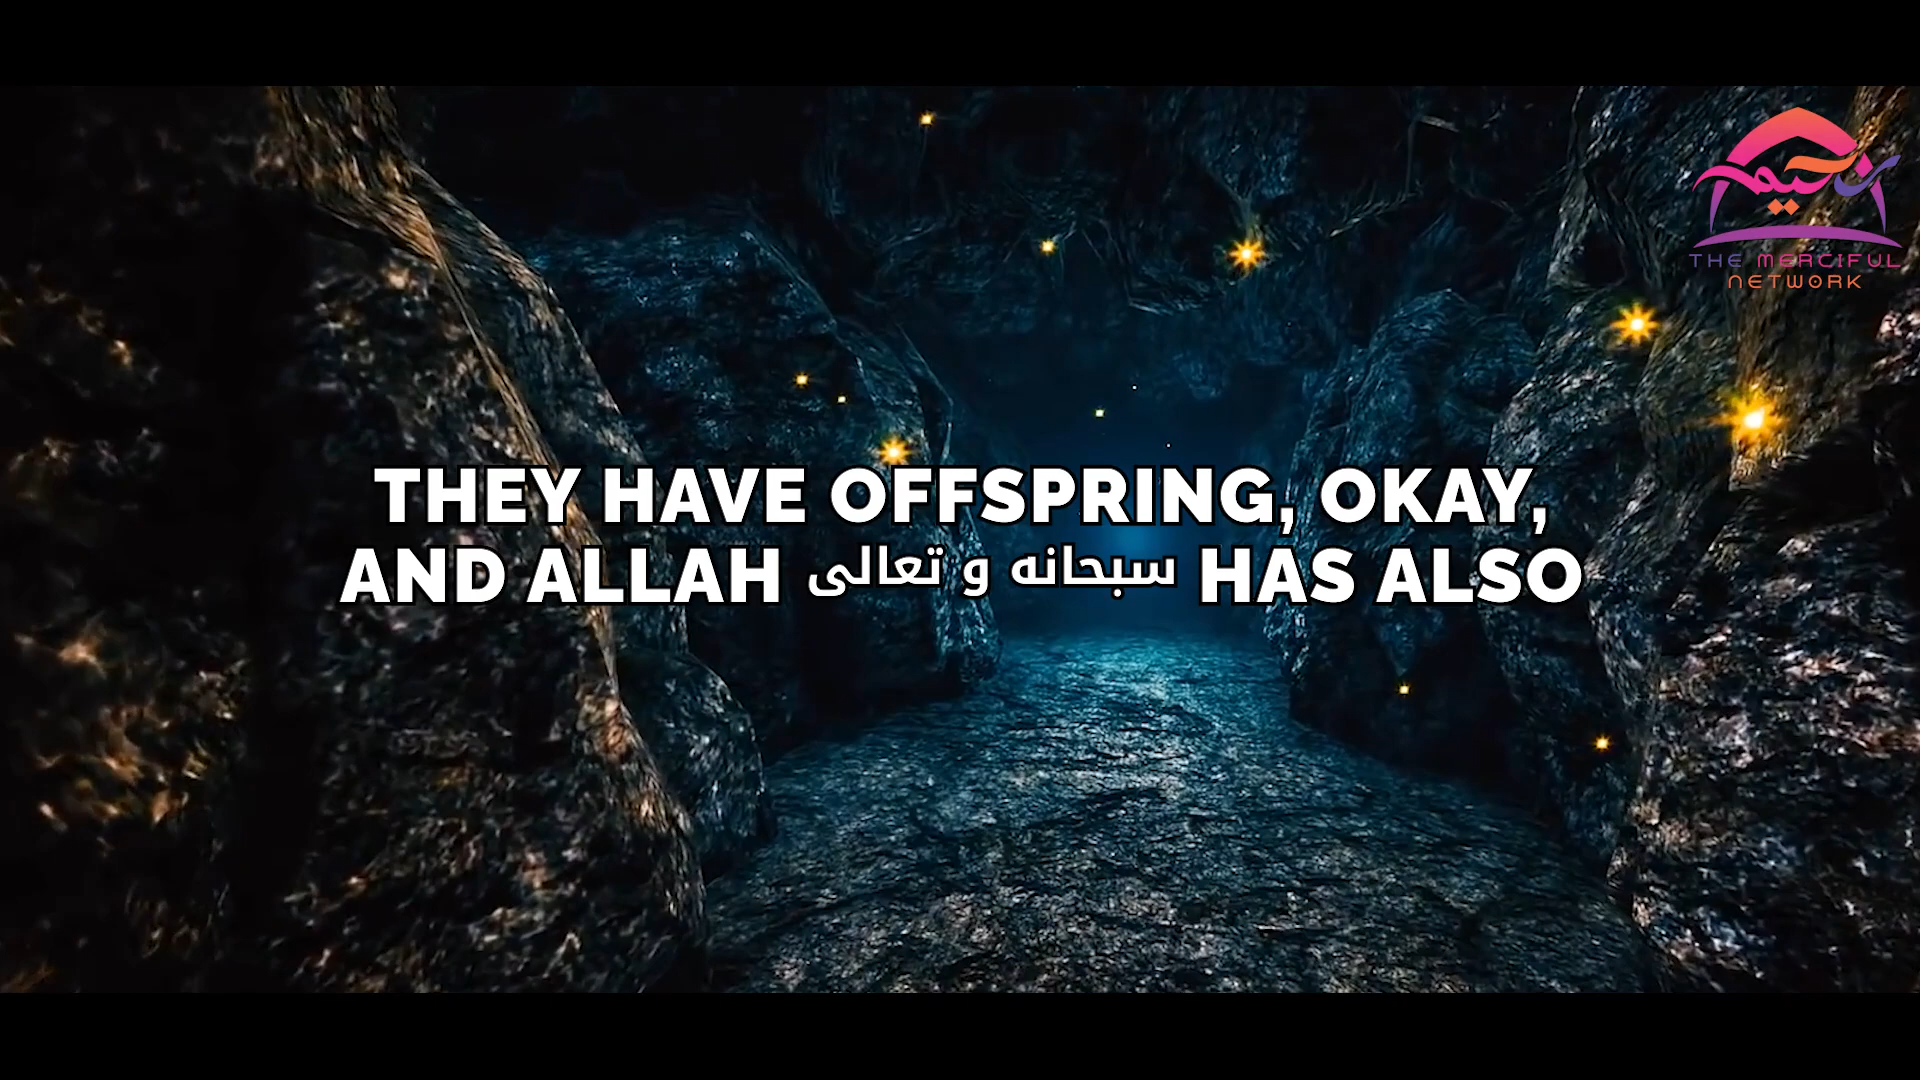 THE MERCIFUL
NETWORK
THEY HAVE OFFSPRING, OKAY,
AND ALLAH سبحانه و تعالى HAS ALSO